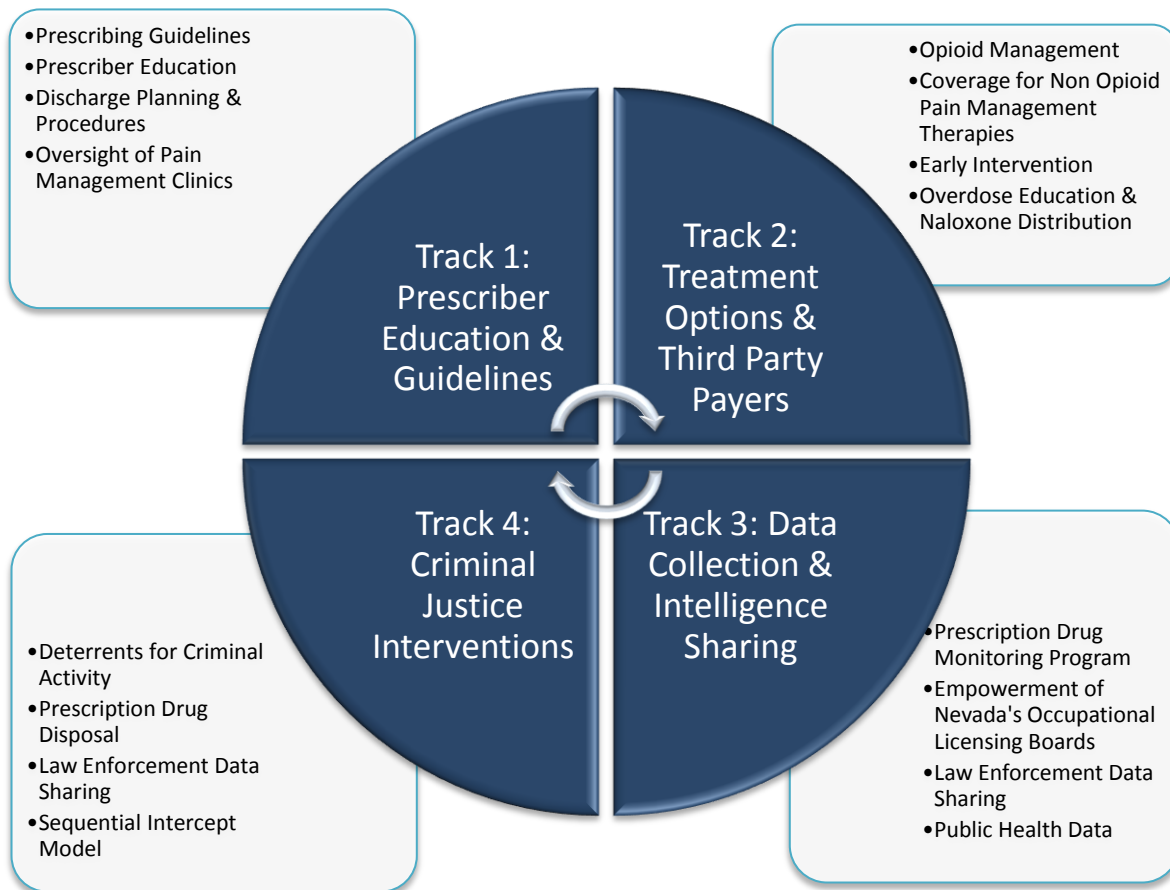 •Prescribing Guidelines
•Prescriber Education
•Discharge Planning &
Procedures
•Oversight of Pain
Management Clinics
•Opioid Management
•Coverage for Non Opioid
Pain Management
Therapies
•Early Intervention
•Overdose Education &
Naloxone Distribution
Track 1:
Prescriber
Education &
Guidelines
Track 2:
Treatment
Options &
Third Party
Payers
Track 4:
Criminal
Justice
Interventions
Track 3: Data
Collection &
Intelligence
Sharing
•Deterrents for Criminal
Activity
•Prescription Drug
Disposal
•Law Enforcement Data
Sharing
•Sequential Intercept
Model
•Prescription Drug
Monitoring Program
•Empowerment of
Nevada's Occupational
Licensing Boards
•Law Enforcement Data
Sharing
•Public Health Data